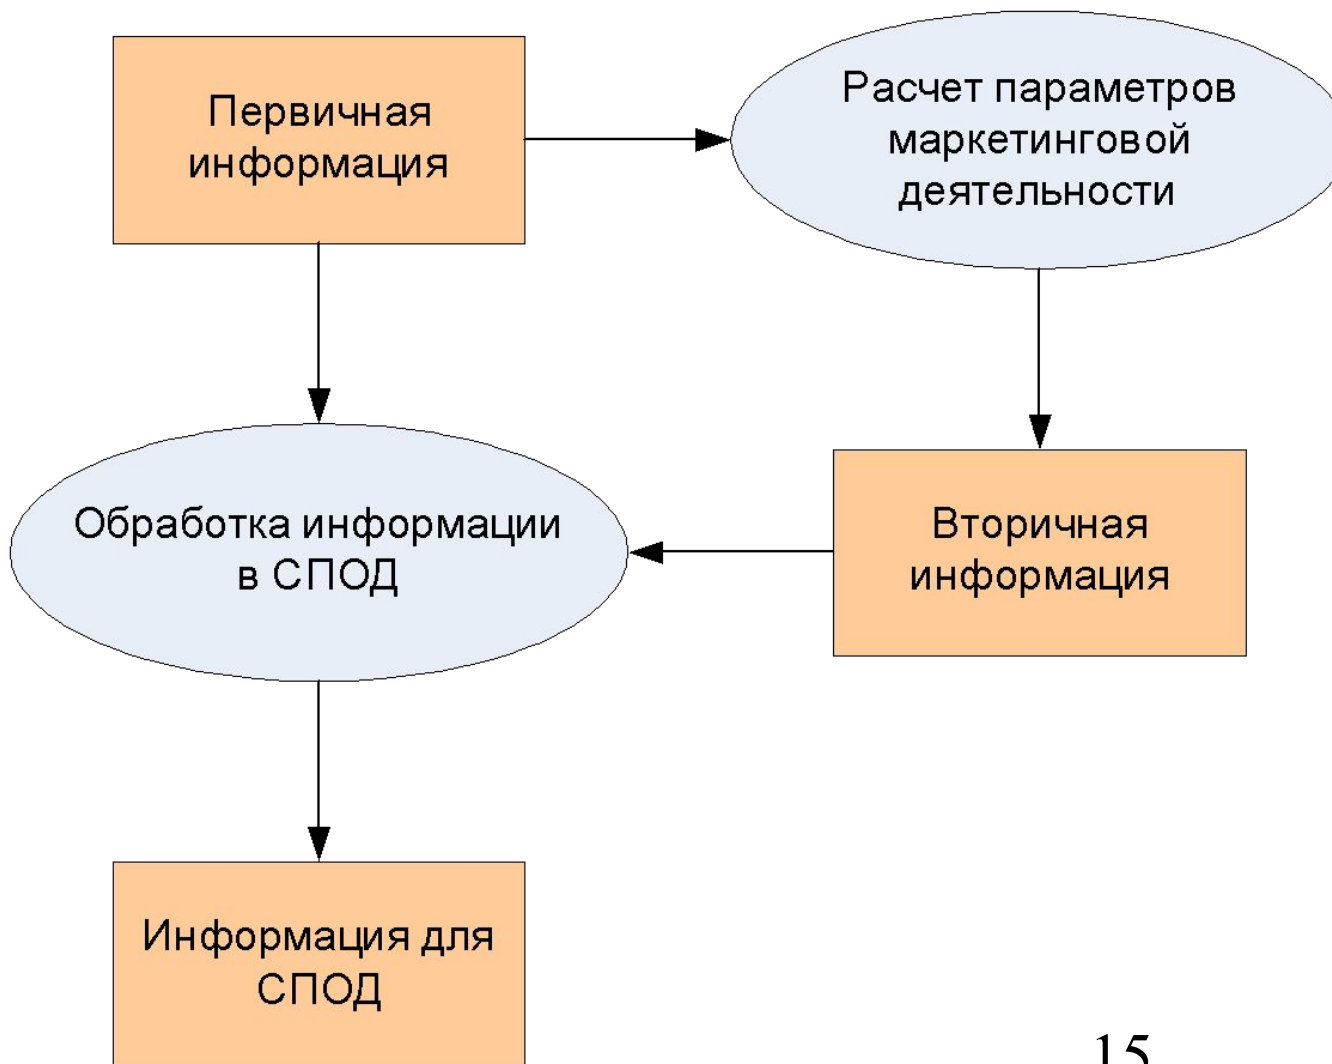 Первичная
информация
Расчет параметров
маркетинговой
деятельности
Обработка информации
в СПОД
Вторичная
информация
Информация для
СПОД
15